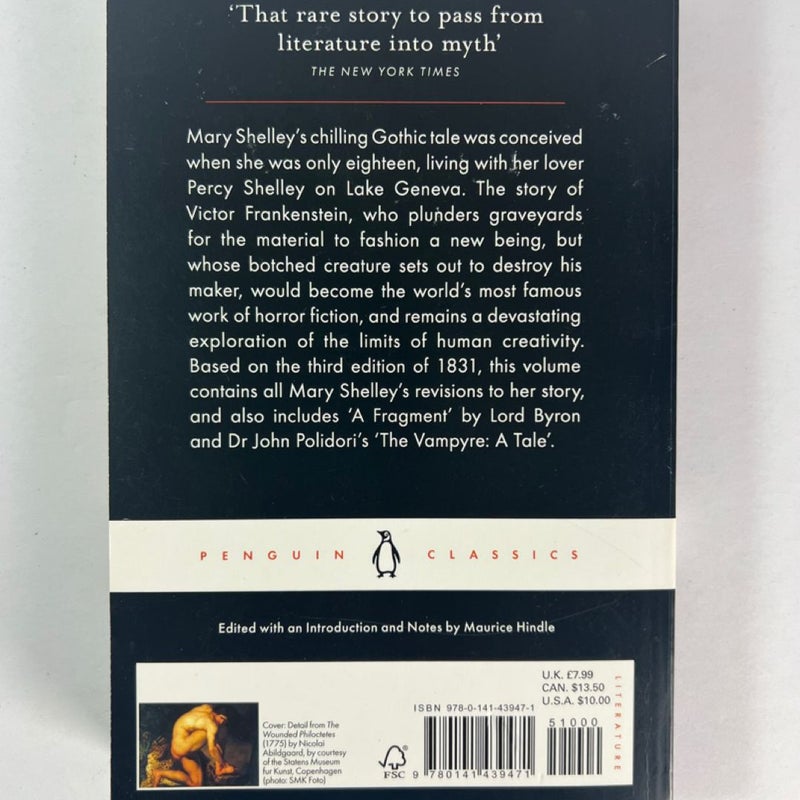 ‘That rare story to pass from
literature into myth’
THE NEW YORK TIMES
Mary Shelley’s chilling Gothic tale was conceived
when she was only eighteen, living with her lover
Percy Shelley on Lake Geneva. The story of
Victor Frankenstein, who plunders graveyards
for the material to fashion a new being, but
whose botched creature sets out to destroy his
maker, would become the world’s most famous
work of horror fiction, and remains a devastating
exploration of the limits of human creativity.
Based on the third edition of 1831, this volume
contains all Mary Shelley’s revisions to her story,
and also includes ‘A Fragment’ by Lord Byron
and Dr John Polidori’s ‘The Vampyre: A Tale’.
PENGUIN CLASSICS
Edited with an Introduction and Notes by Maurice Hindle
Cover: Detail from The
Wounded Philoctetes
(1775) by Nicolai
Abildgaard, by courtesy
of the Statens Museum
fur Kunst, Copenhagen
(photo: SMK Foto)
FSC
ISBN 978-0-141-43947-1
9 780141 439471
U.K. £7.99
CAN. $13.50
U.S.A. $10.00
51000
LITERATURE